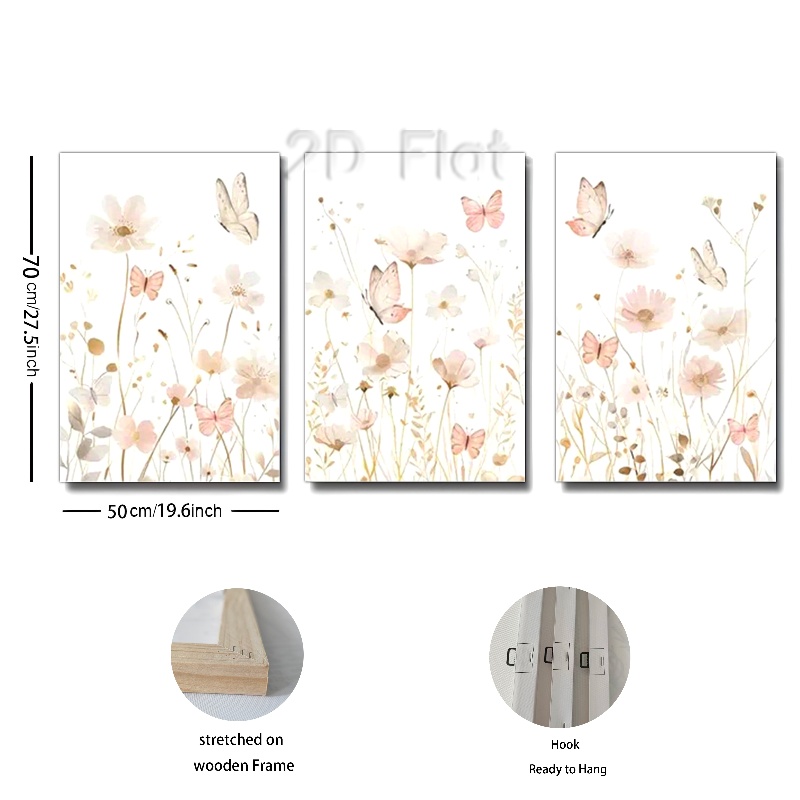 2D Flat
70 cm/27.5inch
50 cm/19.6inch
stretched on
wooden Frame
Hook
Ready to Hang